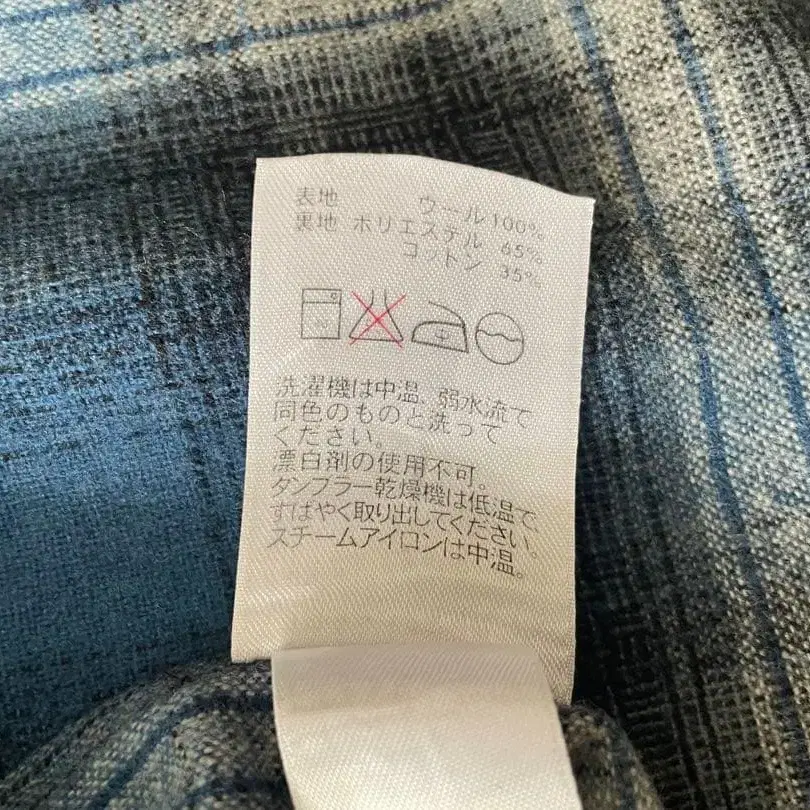 表地 ウール100%
裏地 ポリエステル 65%
コットン 35%
洗濯機は中温、弱水流で
同色のものと洗って
ください。
漂白剤の使用不可。
タンブラー乾燥機は低温で、
すばやく取り出してください。
スチームアイロンは中温。